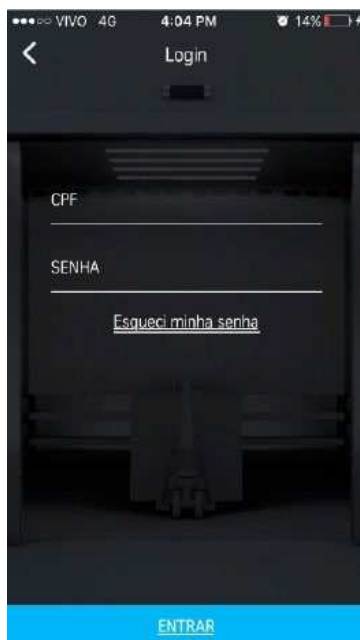 VIVO 4G 4:04 PM 14%
Login
CPF
SENHA
Esqueci minha senha
ENTRAR